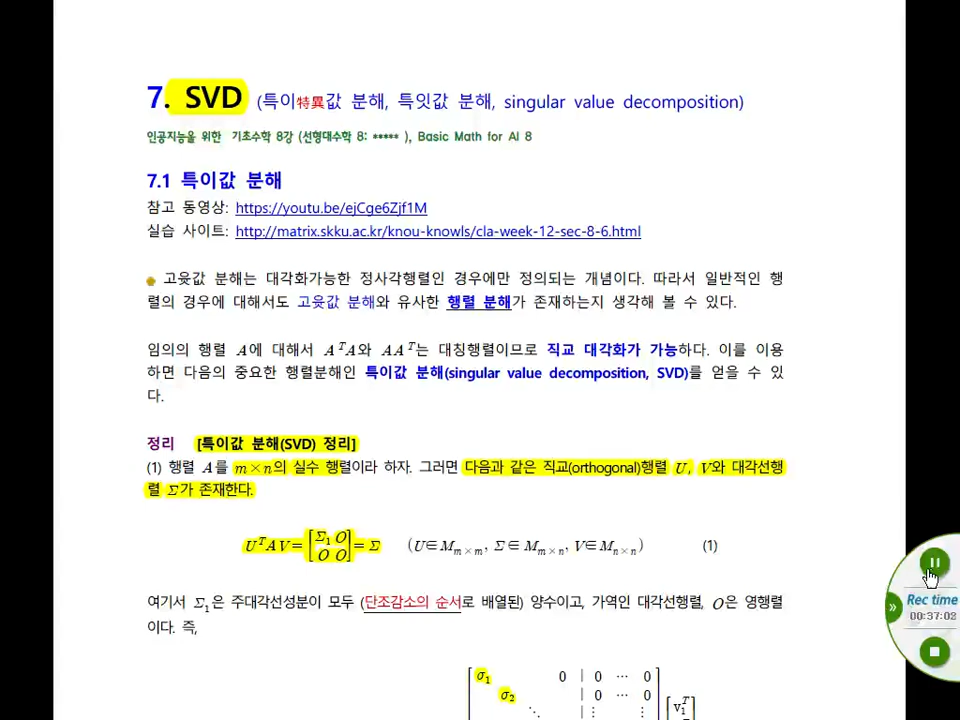 7. SVD (특이特異값 분해, 특잇값 분해, singular value decomposition)
인공지능을 위한 기초수학 8강 (선형대수학 8: ***** ), Basic Math for AI 8
7.1 특이값 분해
참고 동영상: https://youtu.be/ejCge6Zjf1M
실습 사이트: http://matrix.skku.ac.kr/knou-knowls/cla-week-12-sec-8-6.html
고윳값 분해는 대각화가능한 정사각행렬인 경우에만 정의되는 개념이다. 따라서 일반적인 행
렬의 경우에 대해서도 고윳값 분해와 유사한 행렬 분해가 존재하는지 생각해 볼 수 있다.
임의의 행렬 A에 대해서 AᵀA와 AAᵀ는 대칭행렬이므로 직교 대각화가 가능하다. 이를 이용
하면 다음의 중요한 행렬분해인 특이값 분해(singular value decomposition, SVD)를 얻을 수 있
다.
정리 [특이값 분해(SVD) 정리]
(1) 행렬 A를 m×n의 실수 행렬이라 하자. 그러면 다음과 같은 직교(orthogonal)행렬 U, V와 대각선행
렬 Σ가 존재한다.
UᵀAV = [Σ₁ O; O O] = Σ (U∈M_{m×m}, Σ∈M_{m×n}, V∈M_{n×n}) (1)
여기서 Σ₁은 주대각선성분이 모두 (단조감소의 순서로 배열된) 양수이고, 가역인 대각선행렬, O은 영행렬
이다. 즉,
σ₁ 0 | 0 ⋯ 0
σ₂ | 0 ⋯ 0
⋱ | ⋮ ⋮ v₁ᵀ
Rec time
00:37:02